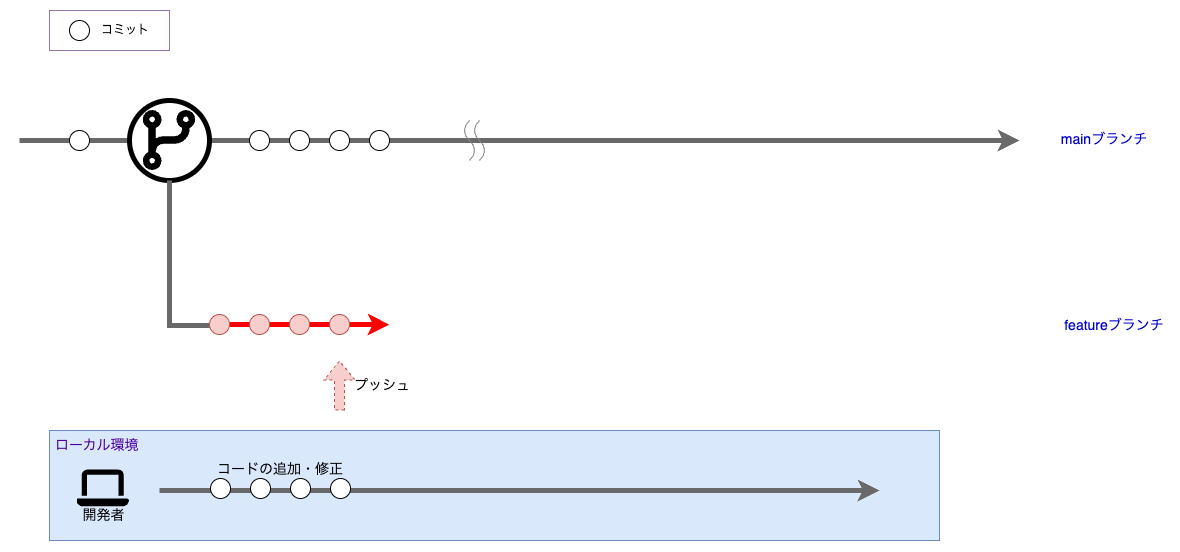 コミット
mainブランチ
featureブランチ
プッシュ
ローカル環境
コードの追加・修正
開発者